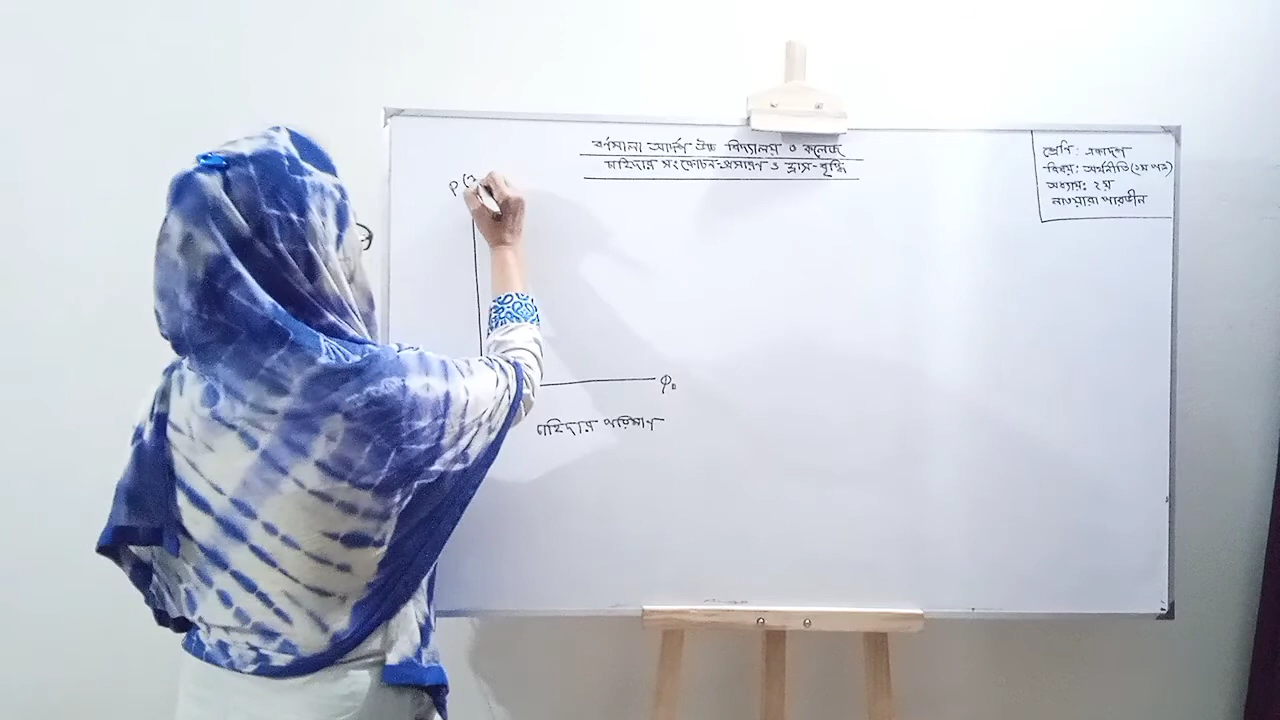 বর্ণমালা আদর্শ উচ্চ বিদ্যালয় ও কলেজ
চাহিদার সংকোচন-প্রসারণ ও হ্রাস-বৃদ্ধি
শ্রেণি: একাদশ
বিষয়: অর্থনীতি (১ম পত্র)
অধ্যায়: ২য়
পারভীন
P (
চাহিদার পরিমাণ